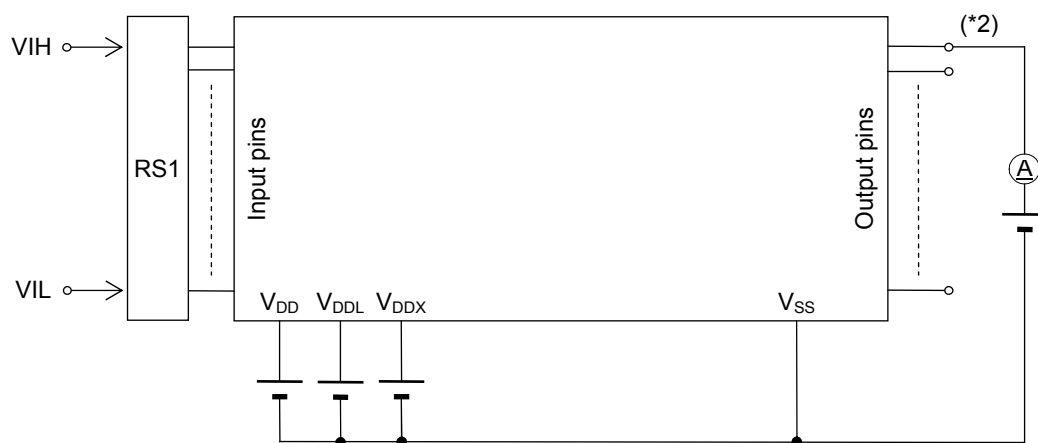 VIH
(*2)
RS1
Input pins
Output pins
A
VIL
VDD
VDDL
VDDX
VSS